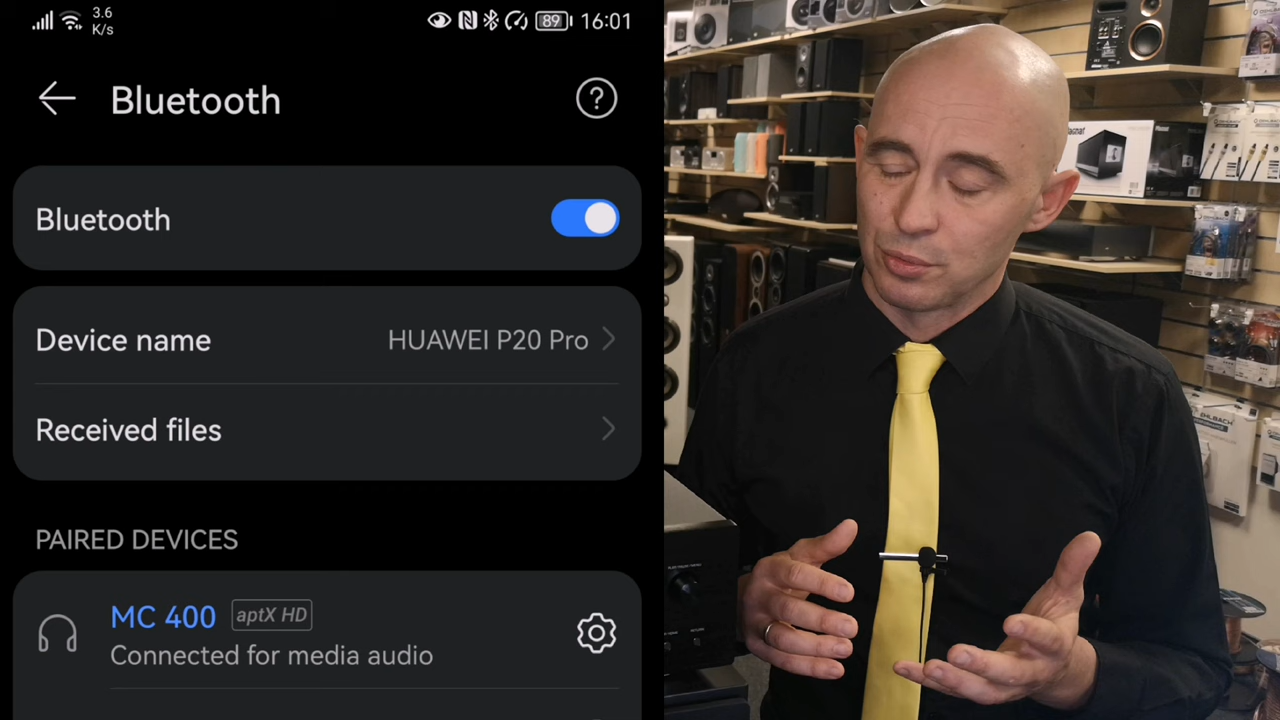 3.6
K/s
89
16:01
Bluetooth
Bluetooth
Device name
HUAWEI P20 Pro
Received files
PAIRED DEVICES
MC 400
aptX HD
Connected for media audio